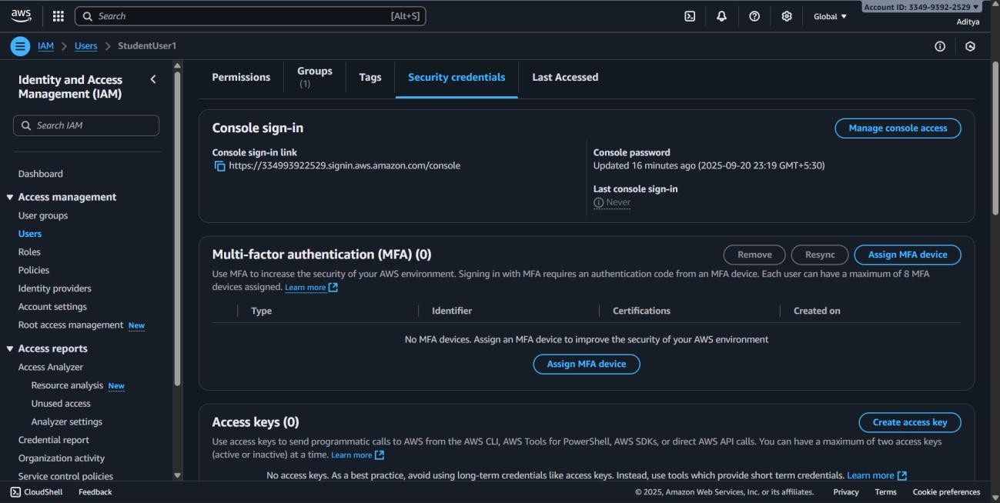 aws
Search [Alt+S]
Global
Account ID: 3349-9392-2529
Aditya
IAM > Users > StudentUser1
Identity and Access
Management (IAM)
Search IAM
Dashboard
Access management
User groups
Users
Roles
Policies
Identity providers
Account settings
Root access management New
Access reports
Access Analyzer
Resource analysis New
Unused access
Analyzer settings
Credential report
Organization activity
Service control policies
Permissions
Groups
(1)
Tags
Security credentials
Last Accessed
Console sign-in
Manage console access
Console sign-in link
https://334993922529.signin.aws.amazon.com/console
Console password
Updated 16 minutes ago (2025-09-20 23:19 GMT+5:30)
Last console sign-in
Never
Multi-factor authentication (MFA) (0)
Remove
Resync
Assign MFA device
Use MFA to increase the security of your AWS environment. Signing in with MFA requires an authentication code from an MFA device. Each user can have a maximum of 8 MFA
devices assigned. Learn more
Type Identifier Certifications Created on
No MFA devices. Assign an MFA device to improve the security of your AWS environment
Assign MFA device
Access keys (0)
Create access key
Use access keys to send programmatic calls to AWS from the AWS CLI, AWS Tools for PowerShell, AWS SDKs, or direct AWS API calls. You can have a maximum of two access keys
(active or inactive) at a time. Learn more
No access keys. As a best practice, avoid using long-term credentials like access keys. Instead, use tools which provide short term credentials. Learn more
CloudShell Feedback
© 2025, Amazon Web Services, Inc. or its affiliates. Privacy Terms Cookie preferences